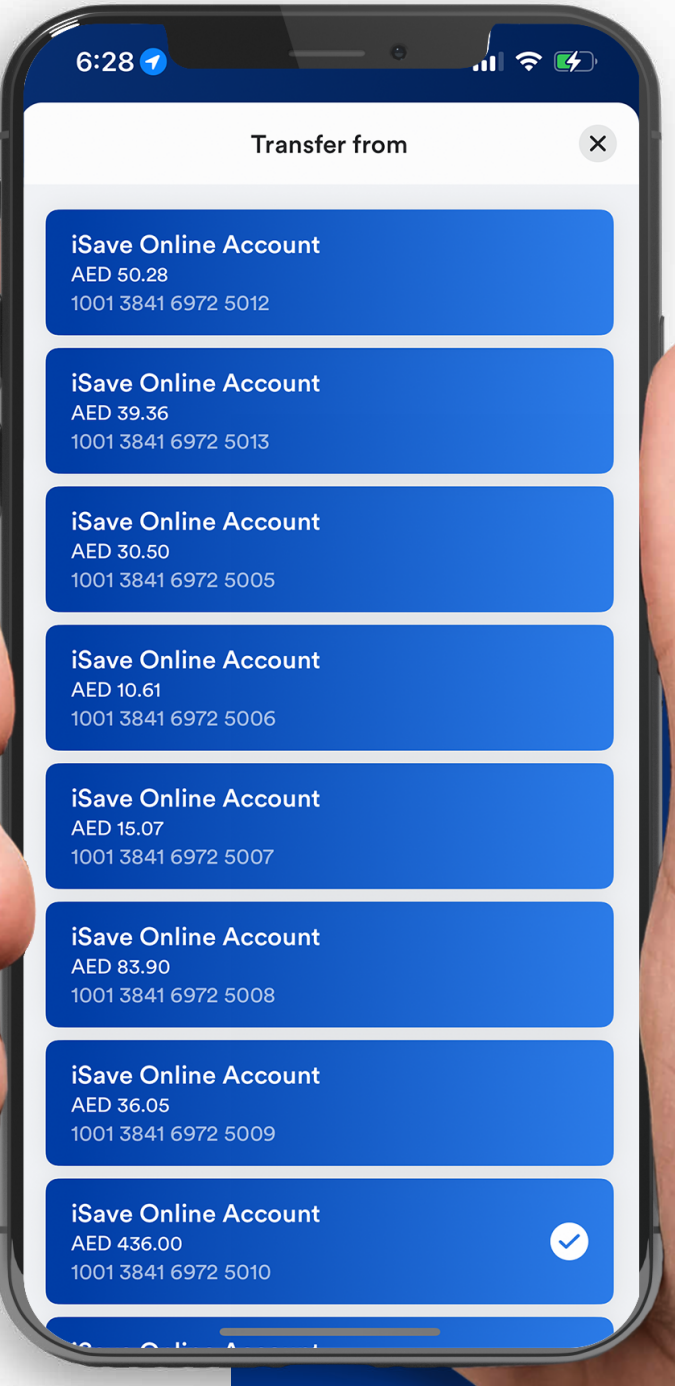 6:28
Transfer from
iSave Online Account
AED 50.28
1001 3841 6972 5012
iSave Online Account
AED 39.36
1001 3841 6972 5013
iSave Online Account
AED 30.50
1001 3841 6972 5005
iSave Online Account
AED 10.61
1001 3841 6972 5006
iSave Online Account
AED 15.07
1001 3841 6972 5007
iSave Online Account
AED 83.90
1001 3841 6972 5008
iSave Online Account
AED 36.05
1001 3841 6972 5009
iSave Online Account
AED 436.00
1001 3841 6972 5010
iSave Online Account